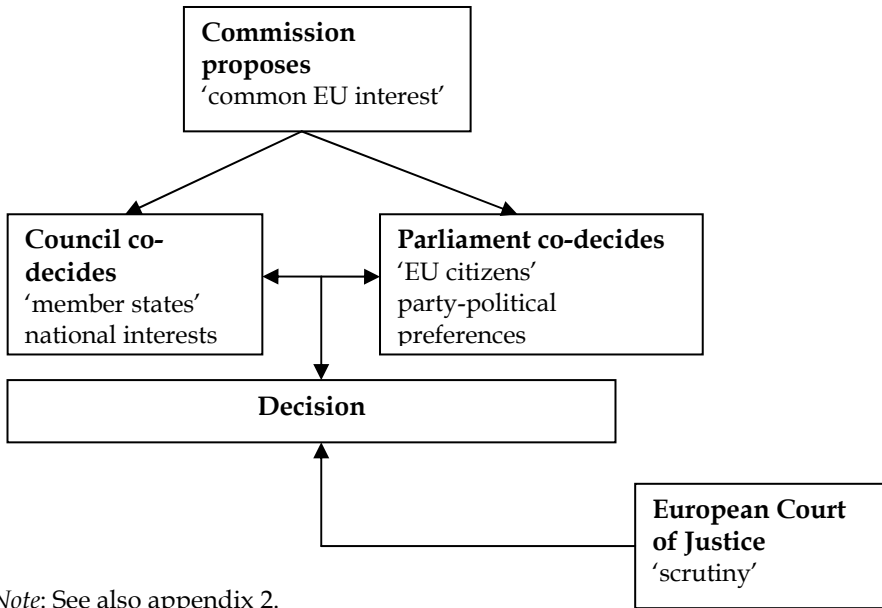 Commission
proposes
‘common EU interest’
Council co-
decides
‘member states’
national interests
Parliament co-decides
‘EU citizens’
party-political
preferences
Decision
European Court
of Justice
‘scrutiny’
Note: See also appendix 2.